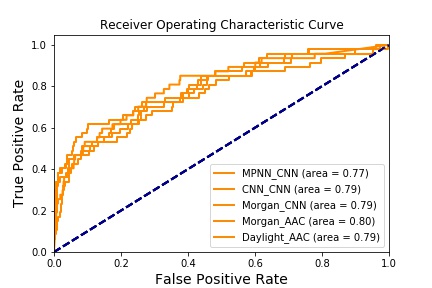 Receiver Operating Characteristic Curve
True Positive Rate
1.0
0.8
0.6
0.4
0.2
0.0
MPNN_CNN (area = 0.77)
CNN_CNN (area = 0.79)
Morgan_CNN (area = 0.79)
Morgan_AAC (area = 0.80)
Daylight_AAC (area = 0.79)
0.0 0.2 0.4 0.6 0.8 1.0
False Positive Rate